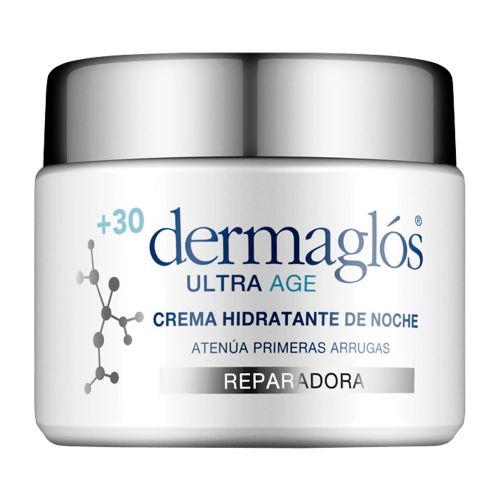 +30
dermaglós®
ULTRA AGE
CREMA HIDRATANTE DE NOCHE
ATENÚA PRIMERAS ARRUGAS
REPARADORA